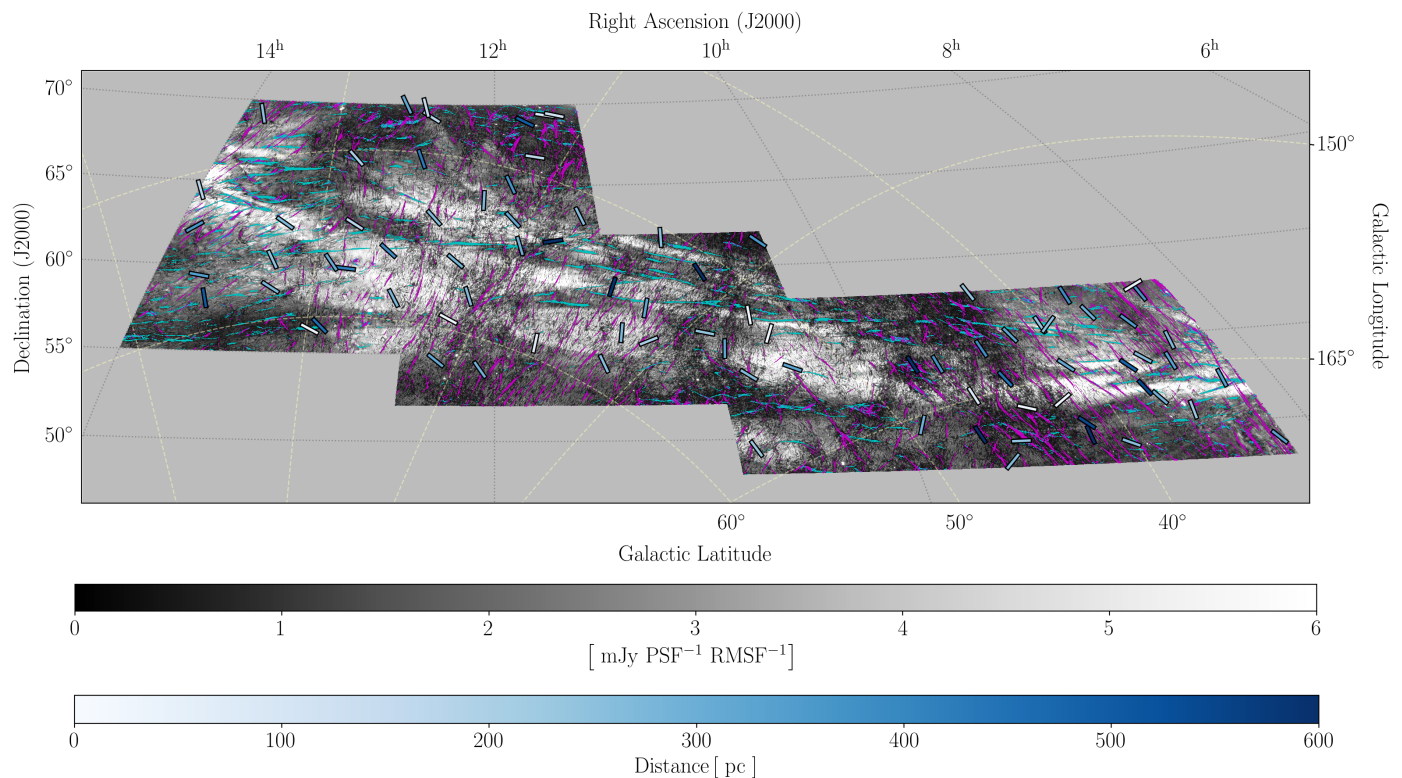 Right Ascension (J2000)
14h 12h 10h 8h 6h
70°
65°
60°
55°
50°
Declination (J2000)
150°
165°
Galactic Longitude
60° 50° 40°
Galactic Latitude
0 1 2 3 4 5 6
[ mJy PSF⁻¹ RMSF⁻¹]
0 100 200 300 400 500 600
Distance [ pc ]